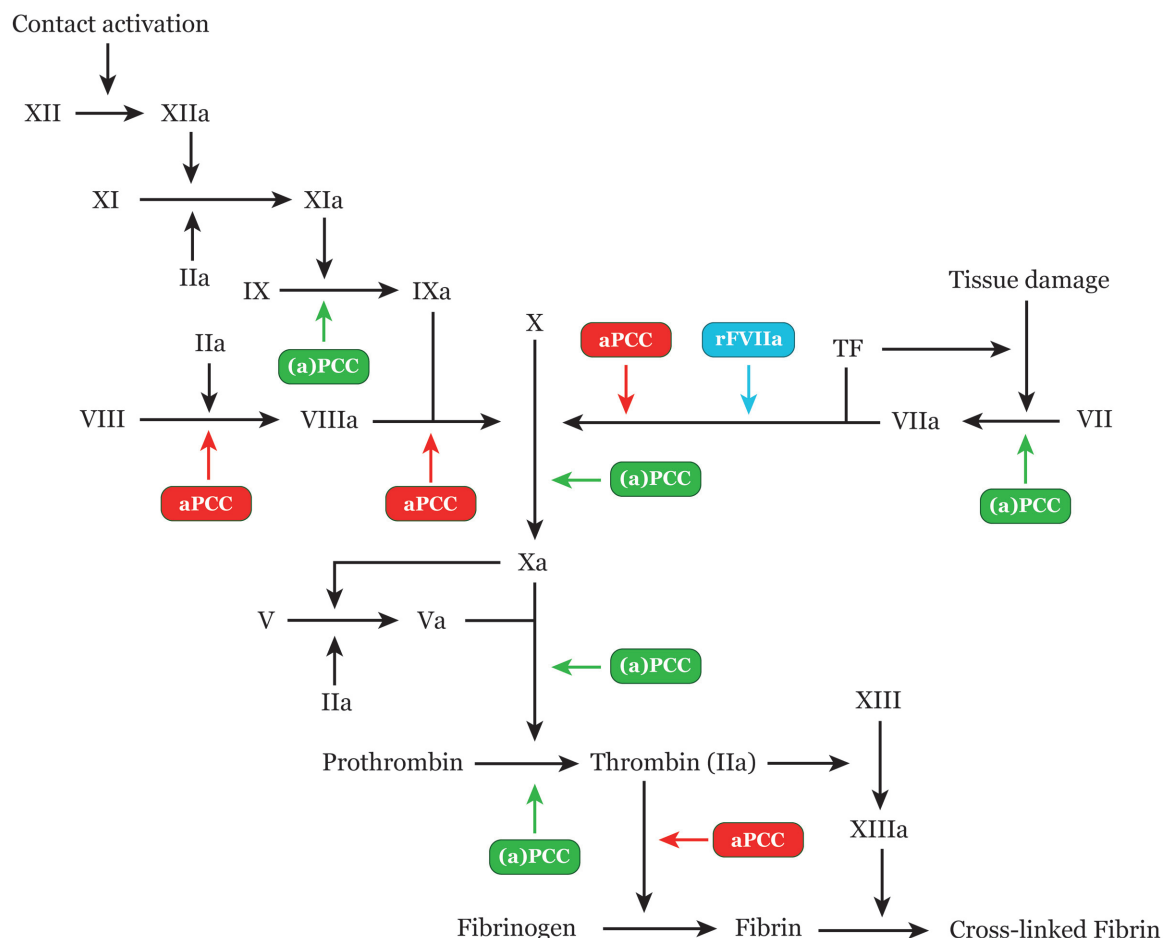 Contact activation
XII
XIIa
XI
XIa
IIa
IX
IXa
Tissue damage
X
IIa
(a)PCC
aPCC
rFVIIa
TF
VIII
VIIIa
VIIa
VII
aPCC
aPCC
(a)PCC
(a)PCC
Xa
V
Va
(a)PCC
IIa
XIII
Prothrombin
Thrombin (IIa)
XIIIa
(a)PCC
aPCC
Fibrinogen
Fibrin
Cross-linked Fibrin